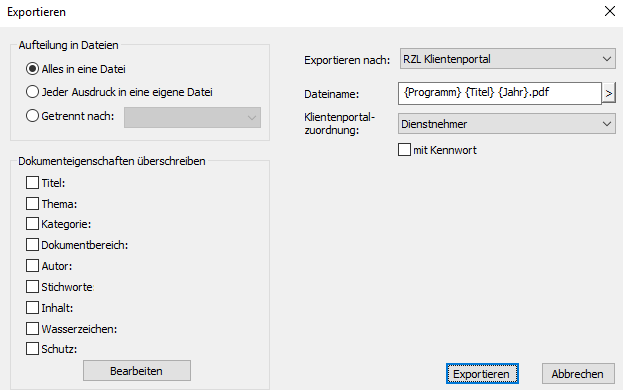 Exportieren
Aufteilung in Dateien
Alles in eine Datei
Jeder Ausdruck in eine eigene Datei
Getrennt nach:
Dokumenteigenschaften überschreiben
Titel:
Thema:
Kategorie:
Dokumentbereich:
Autor:
Stichworte
Inhalt:
Wasserzeichen:
Schutz:
Bearbeiten
Exportieren nach: RZL Klientenportal
Dateiname: {Programm} {Titel} {Jahr}.pdf >
Klientenportal-
zuordnung: Dienstnehmer
mit Kennwort
Exportieren Abbrechen